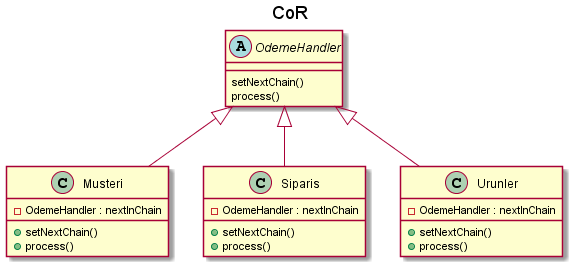 CoR
A OdemeHandler
setNextChain()
process()
C Musteri
OdemeHandler : nextInChain
setNextChain()
process()
C Siparis
OdemeHandler : nextInChain
setNextChain()
process()
C Urunler
OdemeHandler : nextInChain
setNextChain()
process()